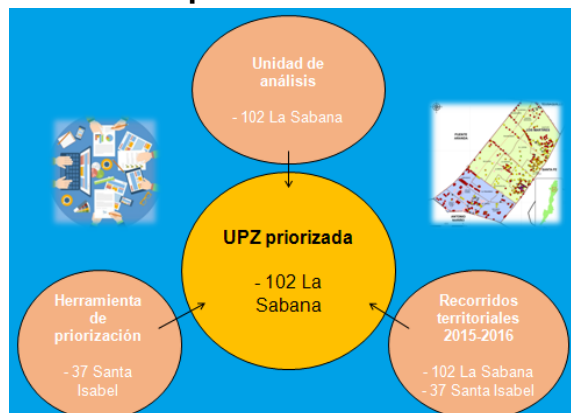 Unidad de
análisis
- 102 La Sabana
UPZ priorizada
- 102 La
Sabana
Herramienta
de
priorización
- 37 Santa
Isabel
Recorridos
territoriales
2015-2016
- 102 La Sabana
- 37 Santa Isabel